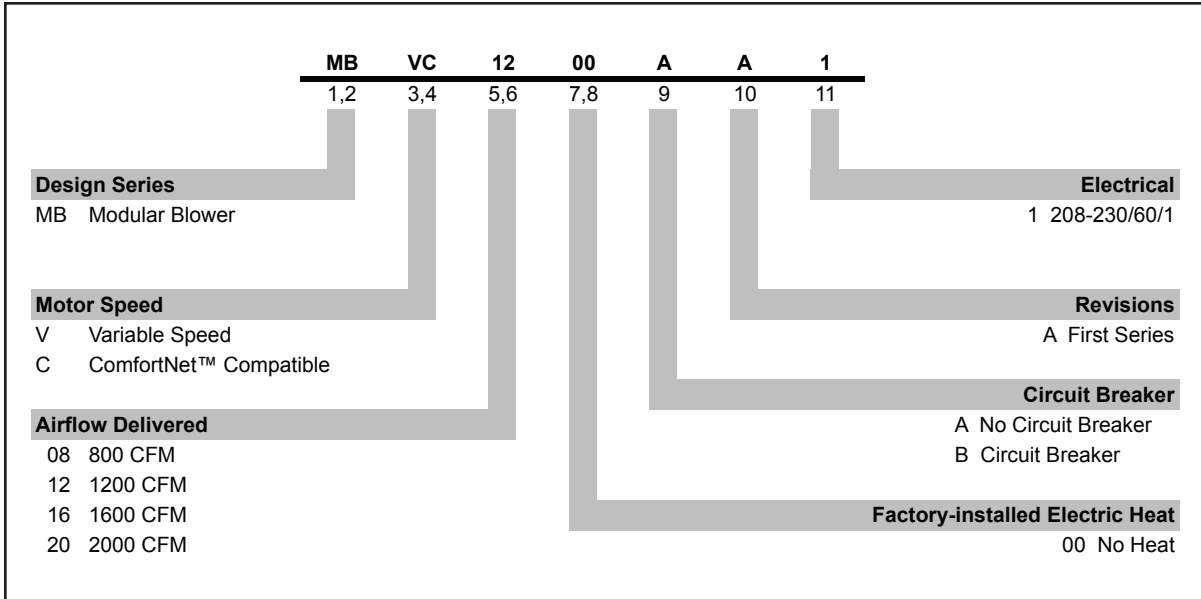 MB VC 12 00 A A 1
1,2 3,4 5,6 7,8 9 10 11
Design Series
MB Modular Blower
Electrical
1 208-230/60/1
Motor Speed
V Variable Speed
C ComfortNet™ Compatible
Revisions
A First Series
Circuit Breaker
A No Circuit Breaker
B Circuit Breaker
Airflow Delivered
08 800 CFM
12 1200 CFM
16 1600 CFM
20 2000 CFM
Factory-installed Electric Heat
00 No Heat